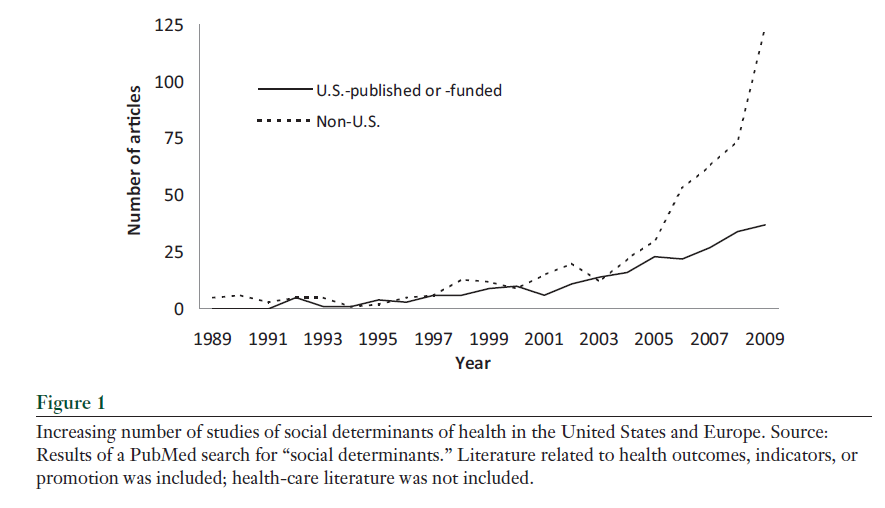 125
100
75
50
25
0
Number of articles
U.S.-published or -funded
Non-U.S.
1989 1991 1993 1995 1997 1999 2001 2003 2005 2007 2009
Year
Figure 1
Increasing number of studies of social determinants of health in the United States and Europe. Source:
Results of a PubMed search for “social determinants.” Literature related to health outcomes, indicators, or
promotion was included; health-care literature was not included.